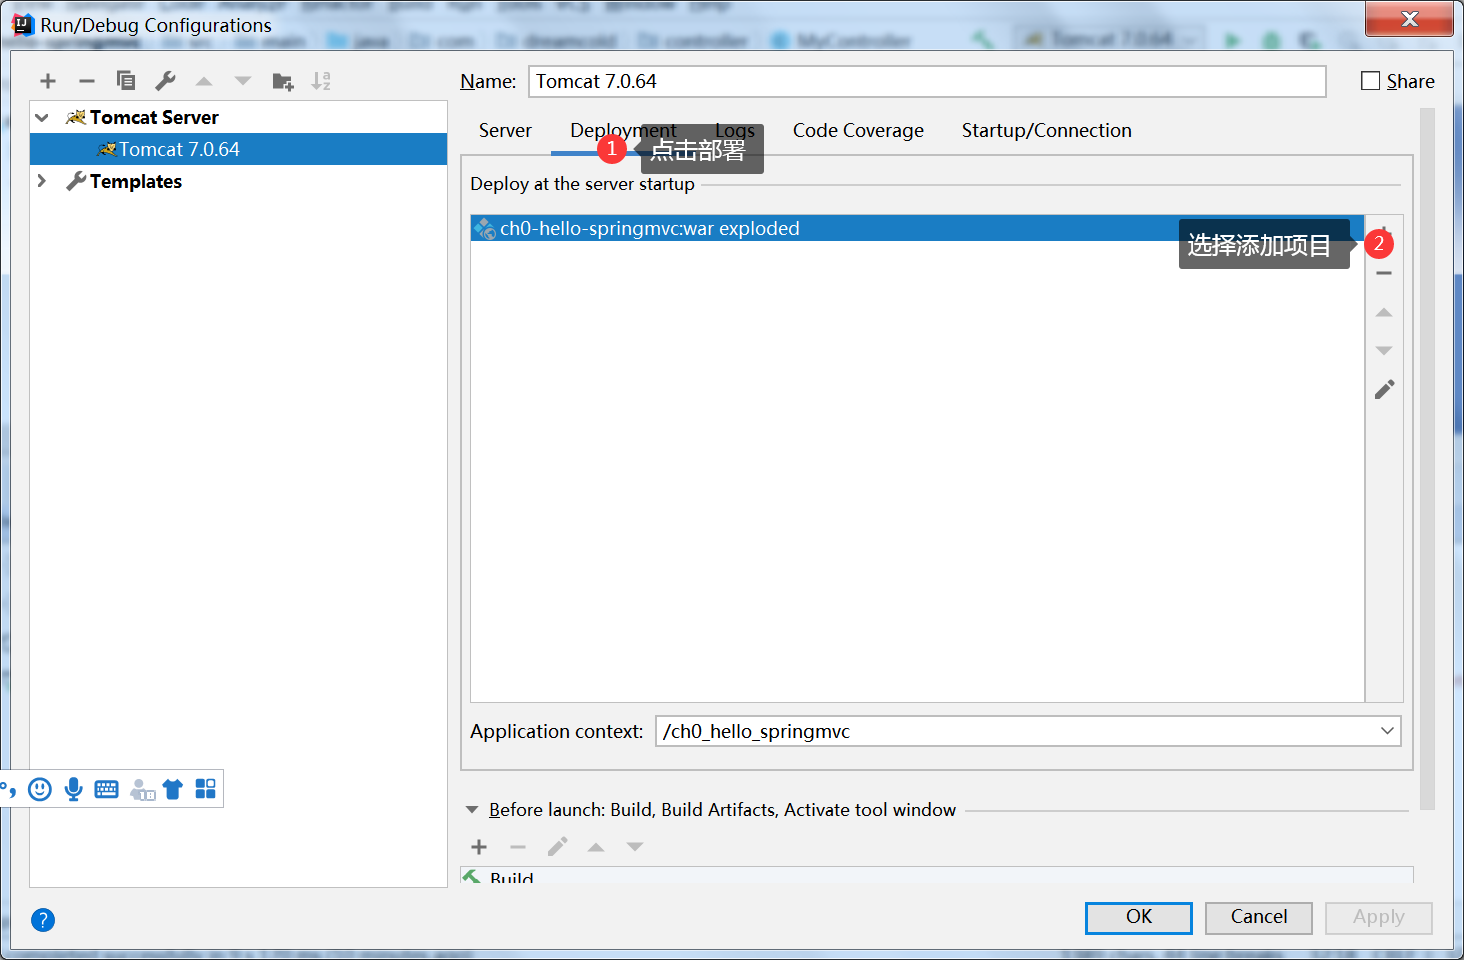 Run/Debug Configurations
Name: Tomcat 7.0.64
Share
Tomcat Server
Tomcat 7.0.64
Templates
Server Deployment Logs Code Coverage Startup/Connection
1 点击部署
Deploy at the server startup
ch0-hello-springmvc:war exploded
选择添加项目 2
Application context: /ch0_hello_springmvc
Before launch: Build, Build Artifacts, Activate tool window
Build
? OK Cancel Apply